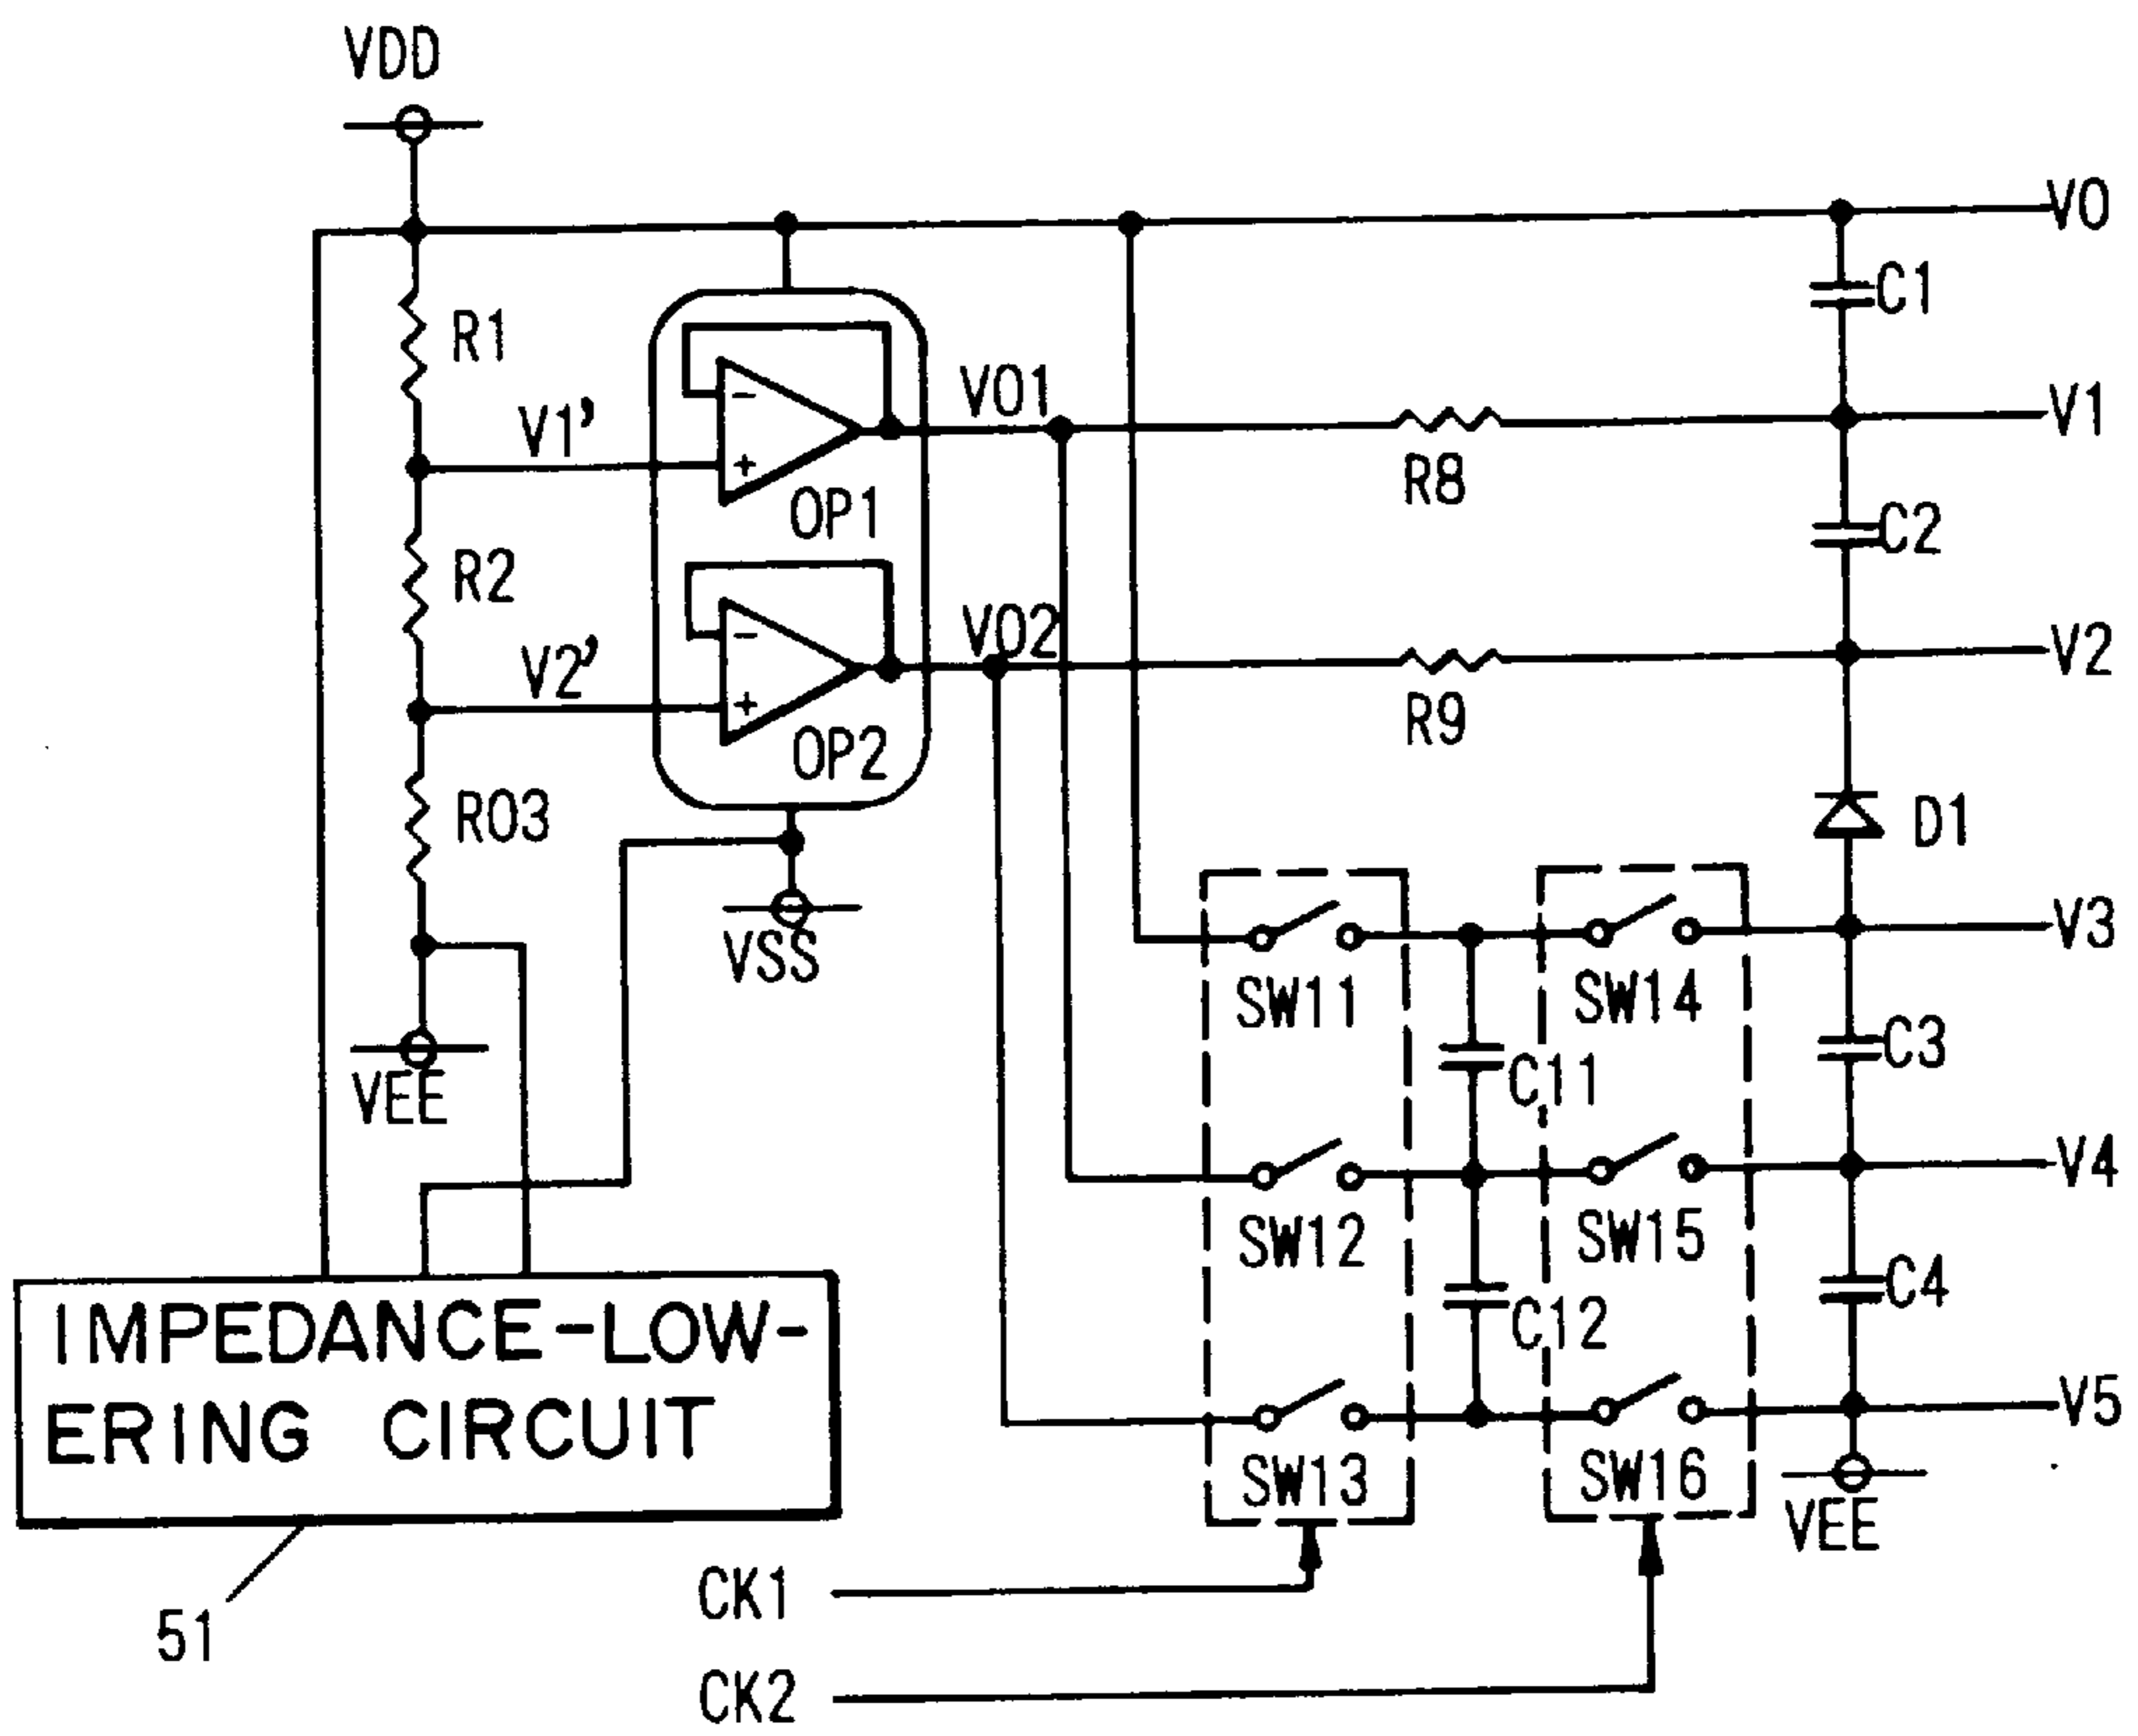 VDD
V0
C1
R1
V01
V1
V1'
- 
+
R8
OP1
C2
R2
V02
V2
V2'
-
+
R9
OP2
R03
D1
VSS
V3
SW11
SW14
C3
C11
VEE
V4
SW12
SW15
C4
C12
IMPEDANCE-LOW-
ERING CIRCUIT
V5
SW13
SW16
VEE
CK1
51
CK2